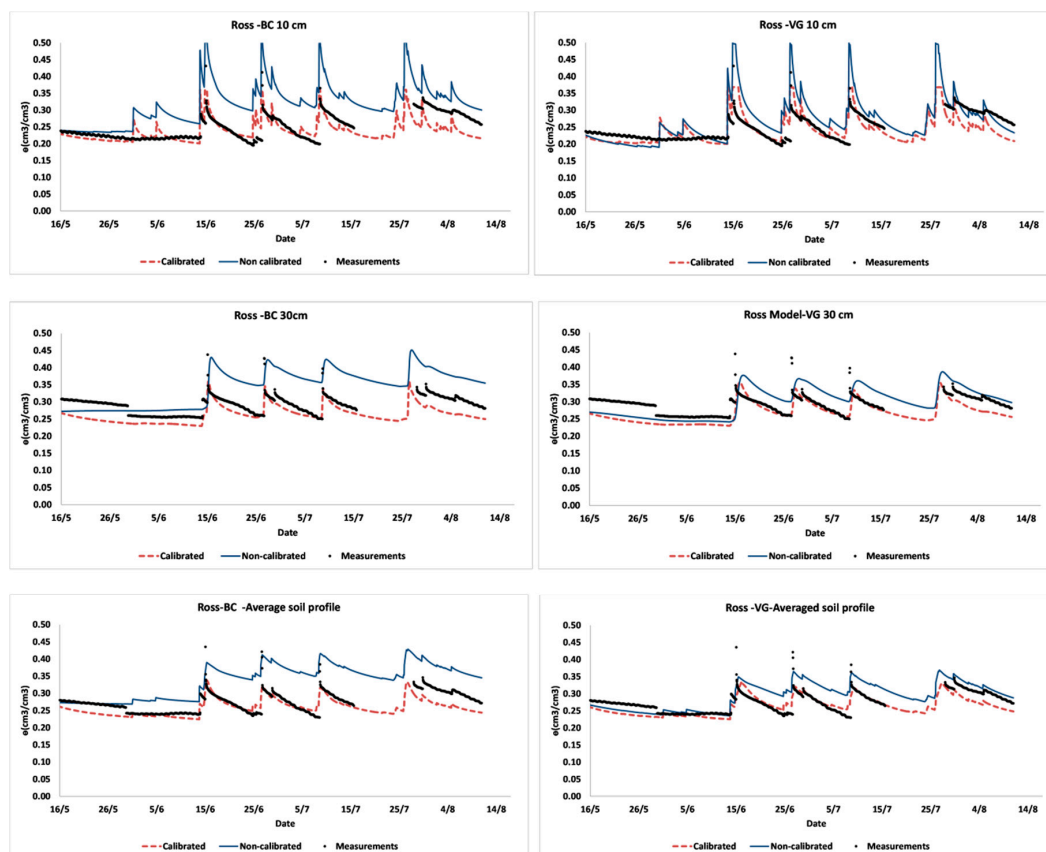 Ross -BC 10 cm
0.50
0.45
0.40
0.35
0.30
0.25
0.20
0.15
0.10
0.05
0.00
ɵ(cm3/cm3)
16/5 26/5 5/6 15/6 25/6 5/7 15/7 25/7 4/8 14/8
Date
Calibrated Non calibrated Measurements
Ross -VG 10 cm
0.50
0.45
0.40
0.35
0.30
0.25
0.20
0.15
0.10
0.05
0.00
ɵ(cm3/cm3)
16/5 26/5 5/6 15/6 25/6 5/7 15/7 25/7 4/8 14/8
Date
Calibrated Non calibrated Measurements
Ross -BC 30cm
0.50
0.45
0.40
0.35
0.30
0.25
0.20
0.15
0.10
0.05
0.00
ɵ(cm3/cm3)
16/5 26/5 5/6 15/6 25/6 5/7 15/7 25/7 4/8 14/8
Date
Calibrated Non-calibrated Measurements
Ross Model-VG 30 cm
0.50
0.45
0.40
0.35
0.30
0.25
0.20
0.15
0.10
0.05
0.00
ɵ(cm3/cm3)
16/5 26/5 5/6 15/6 25/6 5/7 15/7 25/7 4/8 14/8
Date
Calibrated Non-calibrated Measurements
Ross-BC -Average soil profile
0.50
0.45
0.40
0.35
0.30
0.25
0.20
0.15
0.10
0.05
0.00
ɵ(cm3/cm3)
16/5 26/5 5/6 15/6 25/6 5/7 15/7 25/7 4/8 14/8
Date
Calibrated Non-calibrated Measurements
Ross -VG-Averaged soil profile
0.50
0.45
0.40
0.35
0.30
0.25
0.20
0.15
0.10
0.05
0.00
ɵ(cm3/cm3)
16/5 26/5 5/6 15/6 25/6 5/7 15/7 25/7 4/8 14/8
Date
Calibrated Non-calibrated Measurements